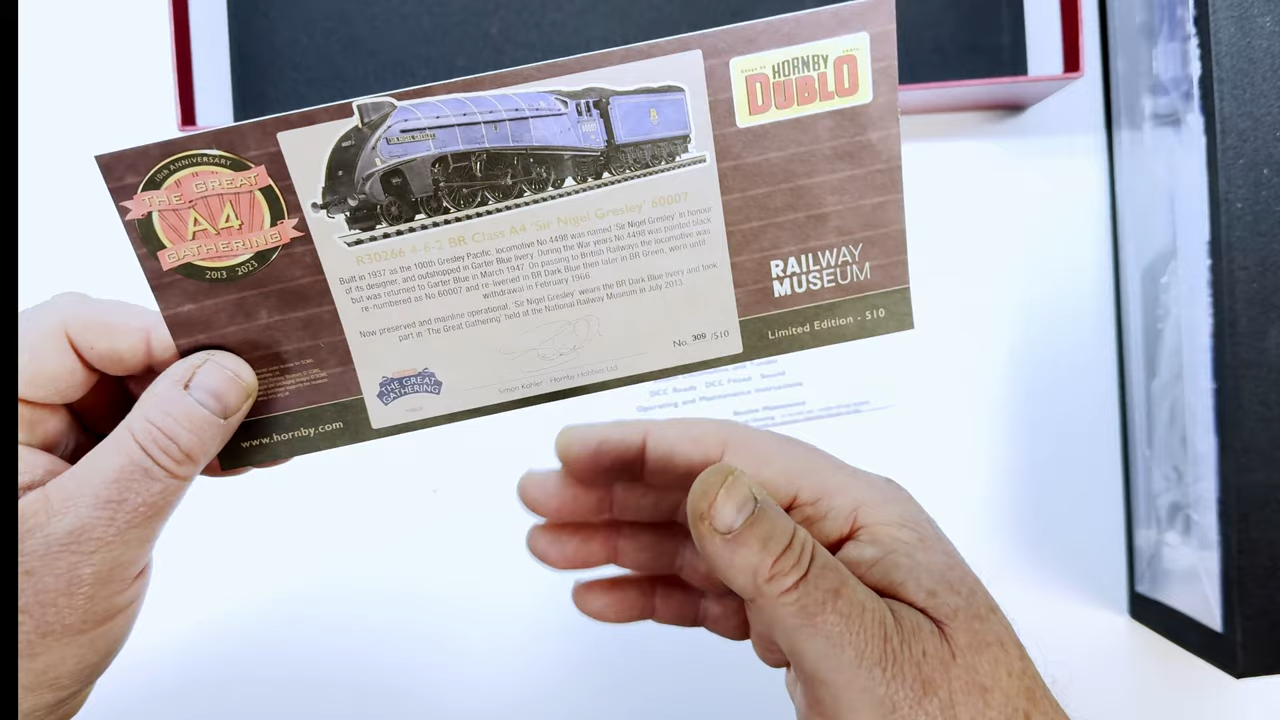 10th ANNIVERSARY
THE GREAT
A4
GATHERING
2013 - 2023
SIR NIGEL GRESLEY
60007
HORNBY
DUBLO
R30266 4-6-2 BR Class A4 'Sir Nigel Gresley' 60007
Built in 1937 as the 100th Gresley Pacific, locomotive No.4498 was named 'Sir Nigel Gresley' in honour
of its designer, and outshopped in Garter Blue livery. During the War years No.4498 was painted black
but was returned to Garter Blue in March 1947. On passing to British Railways the locomotive was
re-numbered as No.60007 and re-liveried in BR Dark Blue then later in BR Green, worn until
withdrawal in February 1966.
Now preserved and mainline operational, 'Sir Nigel Gresley' wears the BR Dark Blue livery and took
part in 'The Great Gathering' held at the National Railway Museum in July 2013.
No. 309 /510
Simon Kohler : Hornby Hobbies Ltd
THE GREAT
GATHERING
RAILWAY
MUSEUM
Limited Edition - 510
www.hornby.com
DCC Ready DCC Fitted Sound
Operating and Maintenance Instructions